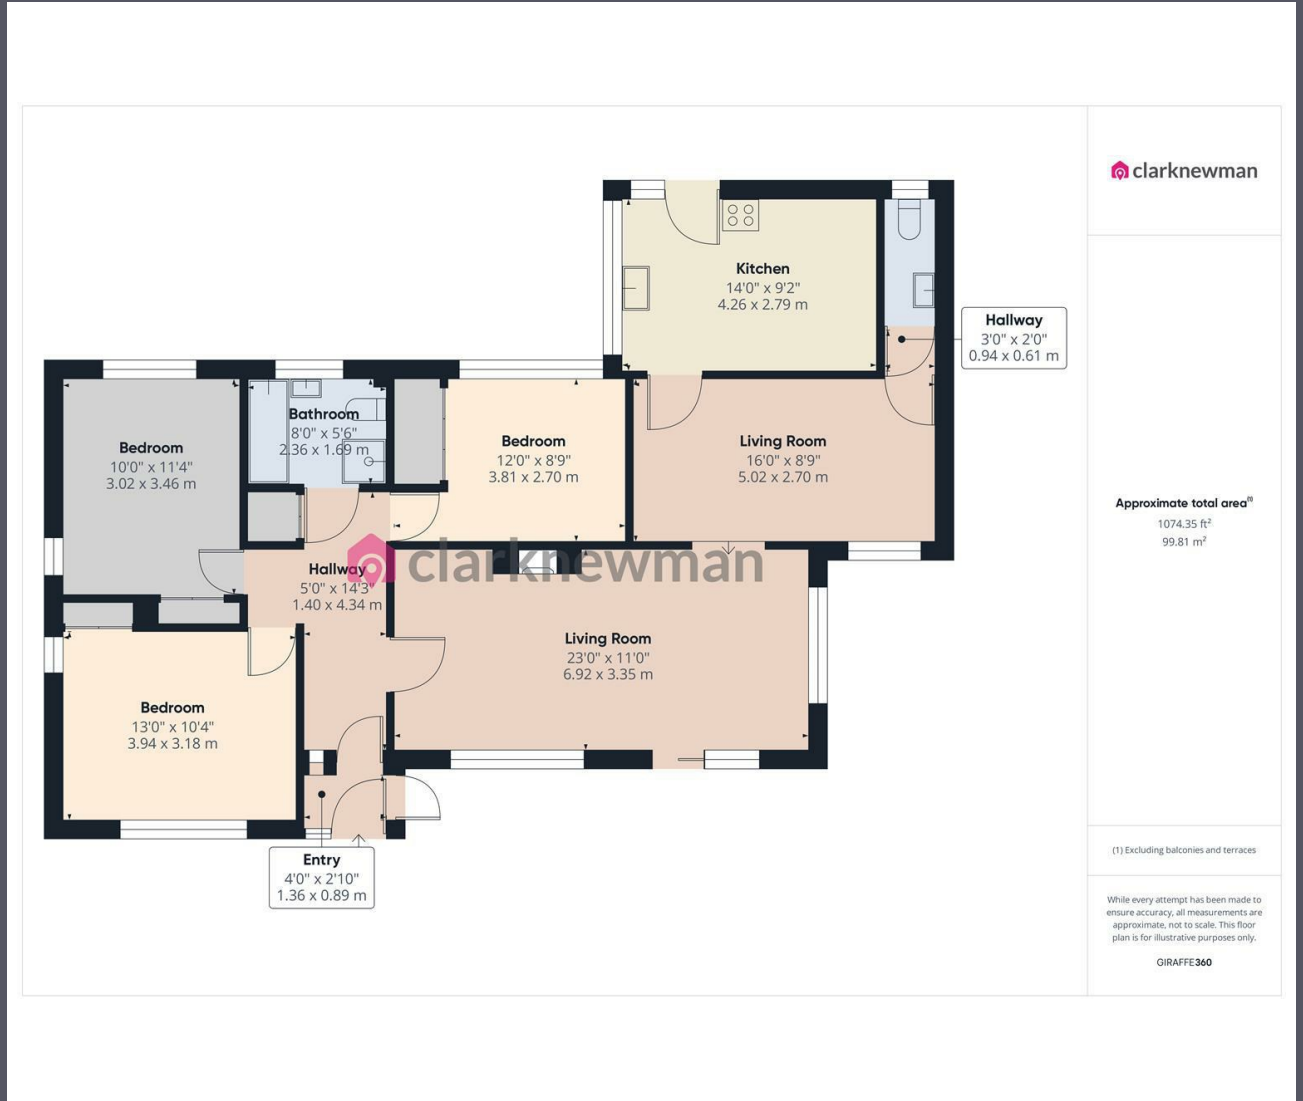 clarknewman
Kitchen
14'0" x 9'2"
4.26 x 2.79 m
Hallway
3'0" x 2'0"
0.94 x 0.61 m
Bathroom
8'0" x 5'6"
2.36 x 1.69 m
Bedroom
10'0" x 11'4"
3.02 x 3.46 m
Bedroom
12'0" x 8'9"
3.81 x 2.70 m
Living Room
16'0" x 8'9"
5.02 x 2.70 m
Approximate total area(1)
1074.35 ft²
99.81 m²
clarknewman
Hallway
5'0" x 14'3"
1.40 x 4.34 m
Living Room
23'0" x 11'0"
6.92 x 3.35 m
Bedroom
13'0" x 10'4"
3.94 x 3.18 m
Entry
4'0" x 2'10"
1.36 x 0.89 m
(1) Excluding balconies and terraces
While every attempt has been made to
ensure accuracy, all measurements are
approximate, not to scale. This floor
plan is for illustrative purposes only.
GIRAFFE360